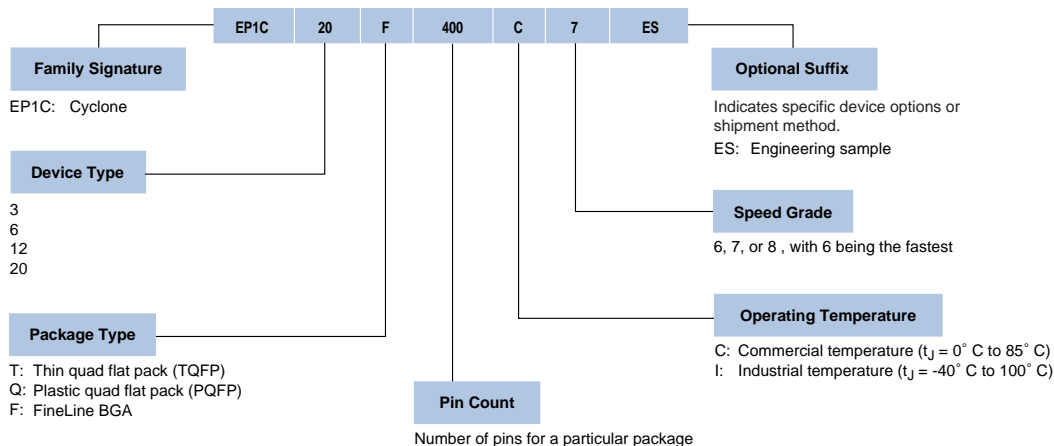 EP1C 20 F 400 C 7 ES
Family Signature
EP1C: Cyclone
Device Type
3
6
12
20
Package Type
T: Thin quad flat pack (TQFP)
Q: Plastic quad flat pack (PQFP)
F: FineLine BGA
Pin Count
Number of pins for a particular package
Optional Suffix
Indicates specific device options or
shipment method.
ES: Engineering sample
Speed Grade
6, 7, or 8 , with 6 being the fastest
Operating Temperature
C: Commercial temperature (tJ = 0˚ C to 85˚ C)
I: Industrial temperature (tJ = -40˚ C to 100˚ C)